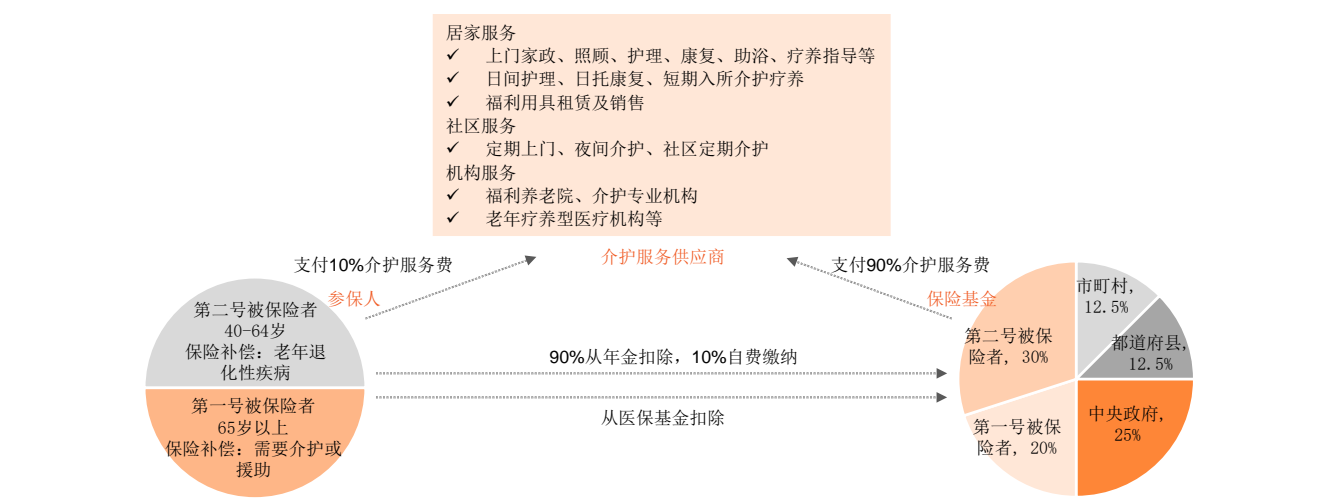 居家服务
✓ 上门家政、照顾、护理、康复、助浴、疗养指导等
✓ 日间护理、日托康复、短期入所介护疗养
✓ 福利用具租赁及销售
社区服务
✓ 定期上门、夜间介护、社区定期介护
机构服务
✓ 福利养老院、介护专业机构
✓ 老年疗养型医疗机构等
介护服务供应商
支付10%介护服务费
支付90%介护服务费
参保人
保险基金
第二号被保险者
40-64岁
保险补偿：老年退
化性疾病
第一号被保险者
65岁以上
保险补偿：需要介护或
援助
90%从年金扣除，10%自费缴纳
从医保基金扣除
市町村,
12.5%
都道府县,
12.5%
中央政府,
25%
第一号被保
险者, 20%
第二号被保
险者, 30%